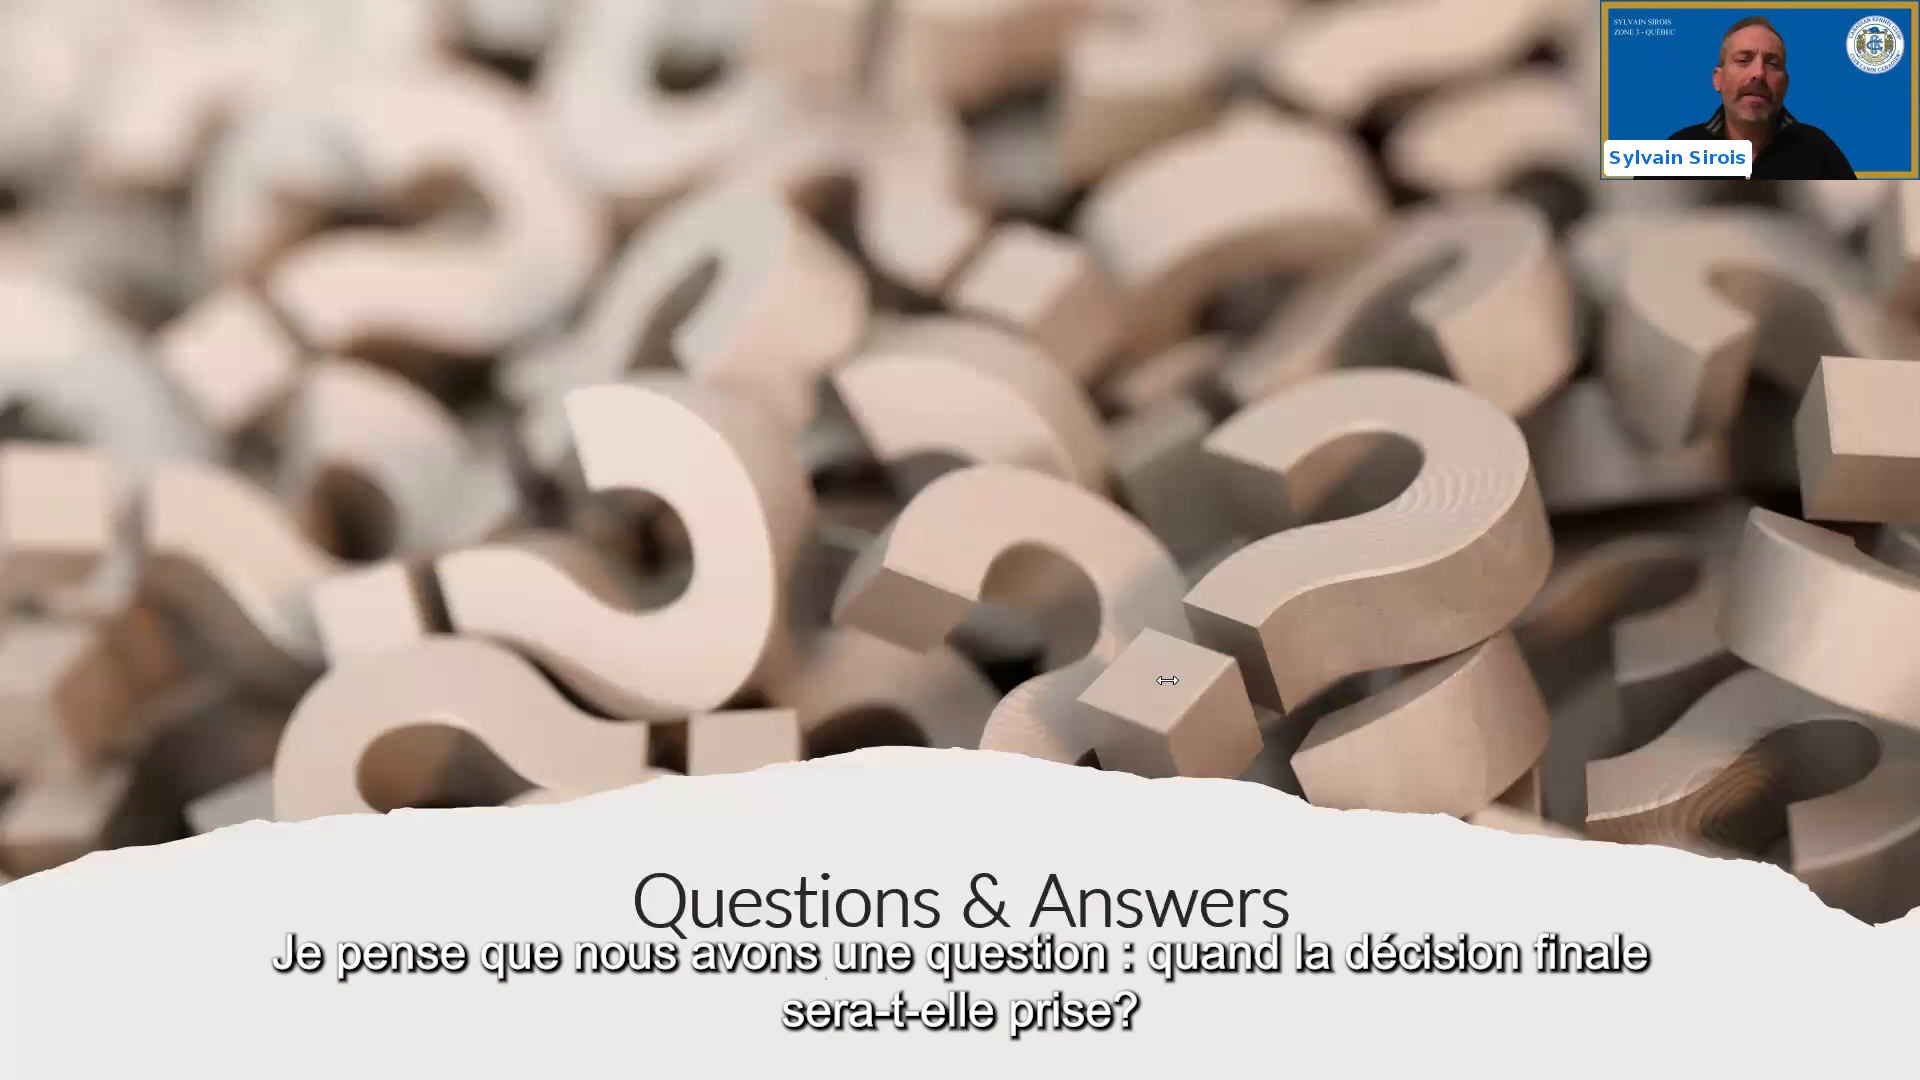 SYLVAIN SIROIS
ZONE 3 - QUÉBEC
Sylvain Sirois
Questions & Answers
Je pense que nous avons une question : quand la décision finale
sera-t-elle prise?